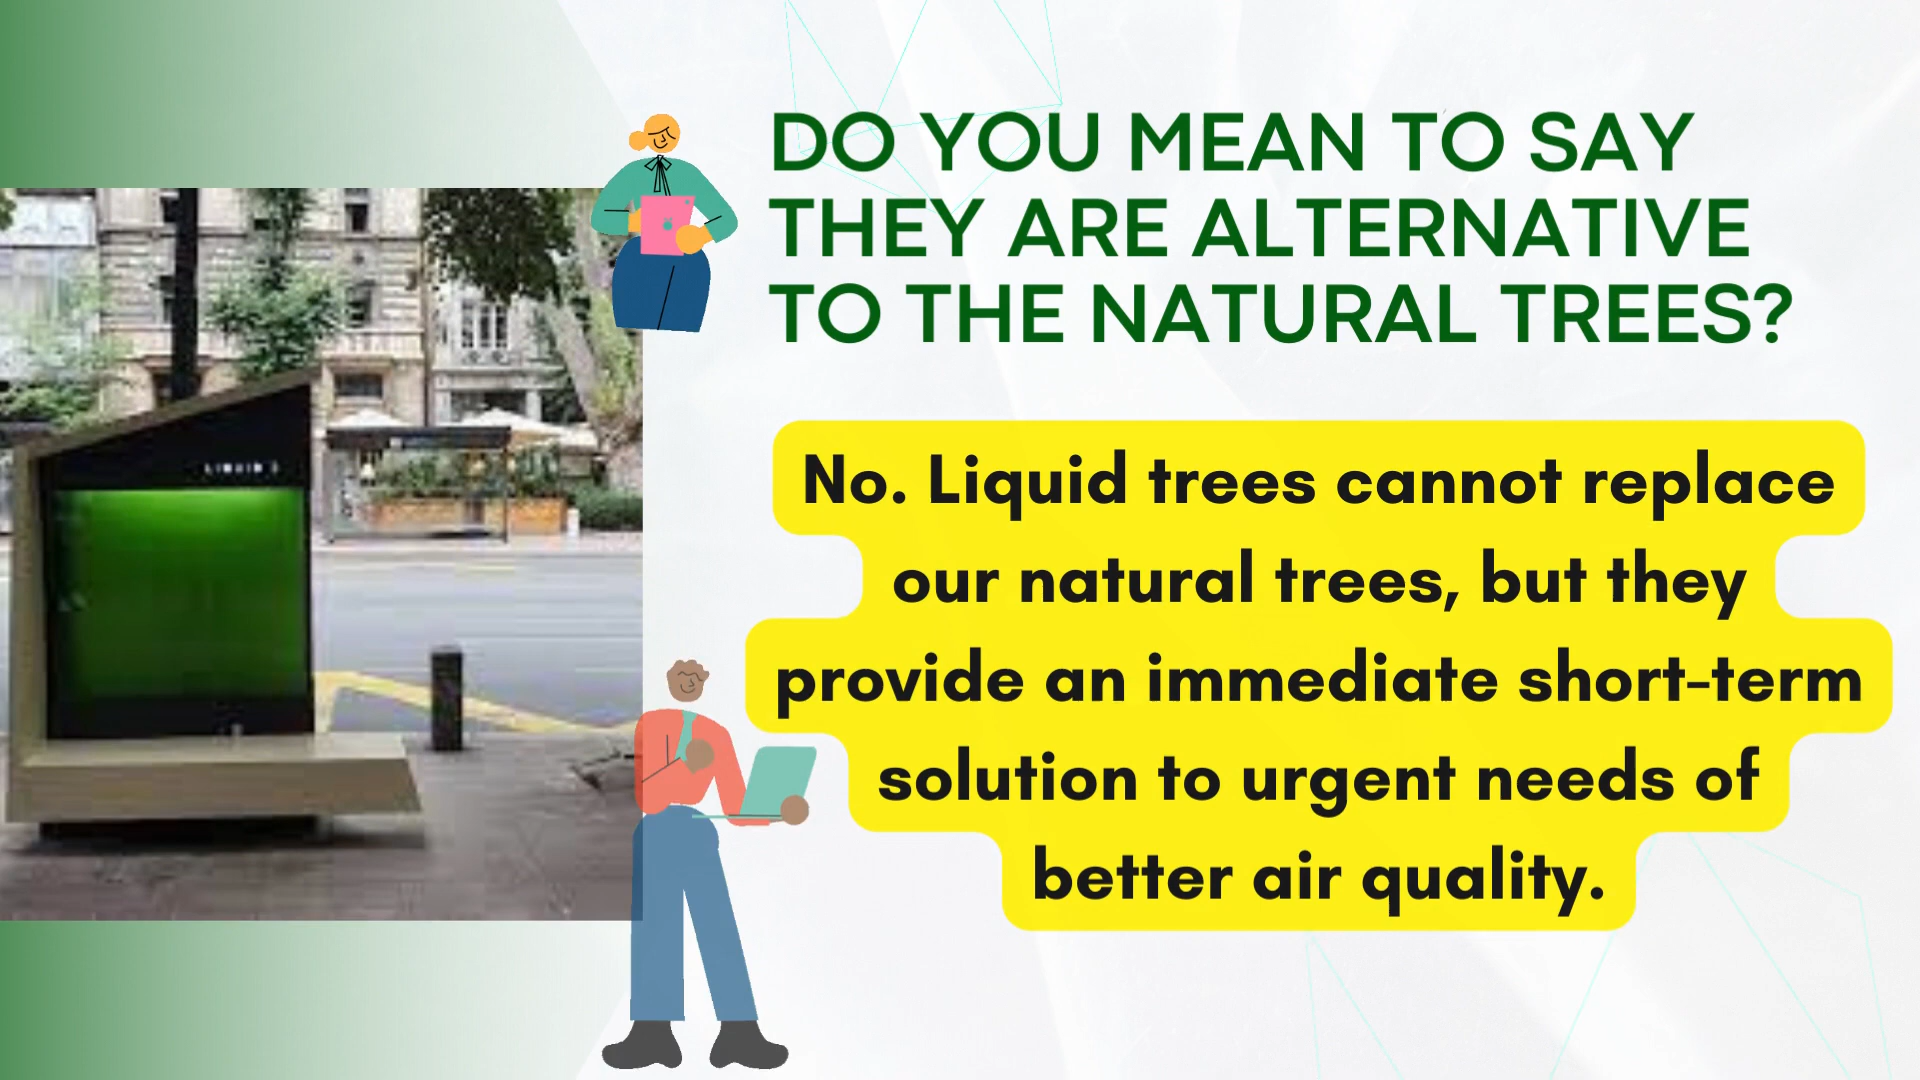 DO YOU MEAN TO SAY
THEY ARE ALTERNATIVE
TO THE NATURAL TREES?
No. Liquid trees cannot replace
our natural trees, but they
provide an immediate short-term
solution to urgent needs of
better air quality.